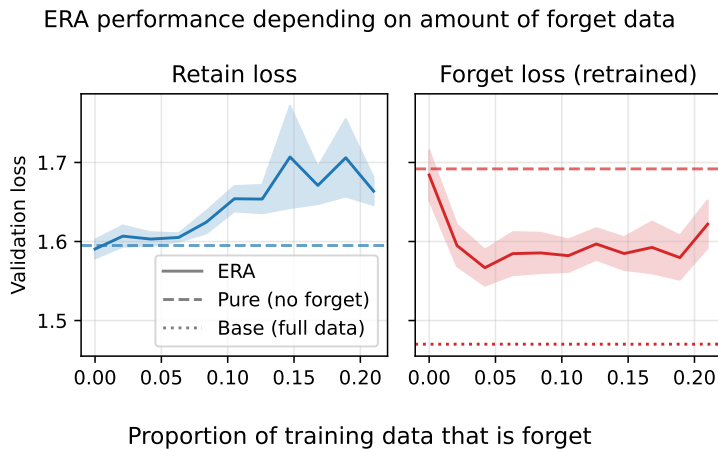 ERA performance depending on amount of forget data
Retain loss
Forget loss (retrained)
Validation loss
1.7
1.6
1.5
ERA
Pure (no forget)
Base (full data)
0.00 0.05 0.10 0.15 0.20
0.00 0.05 0.10 0.15 0.20
Proportion of training data that is forget